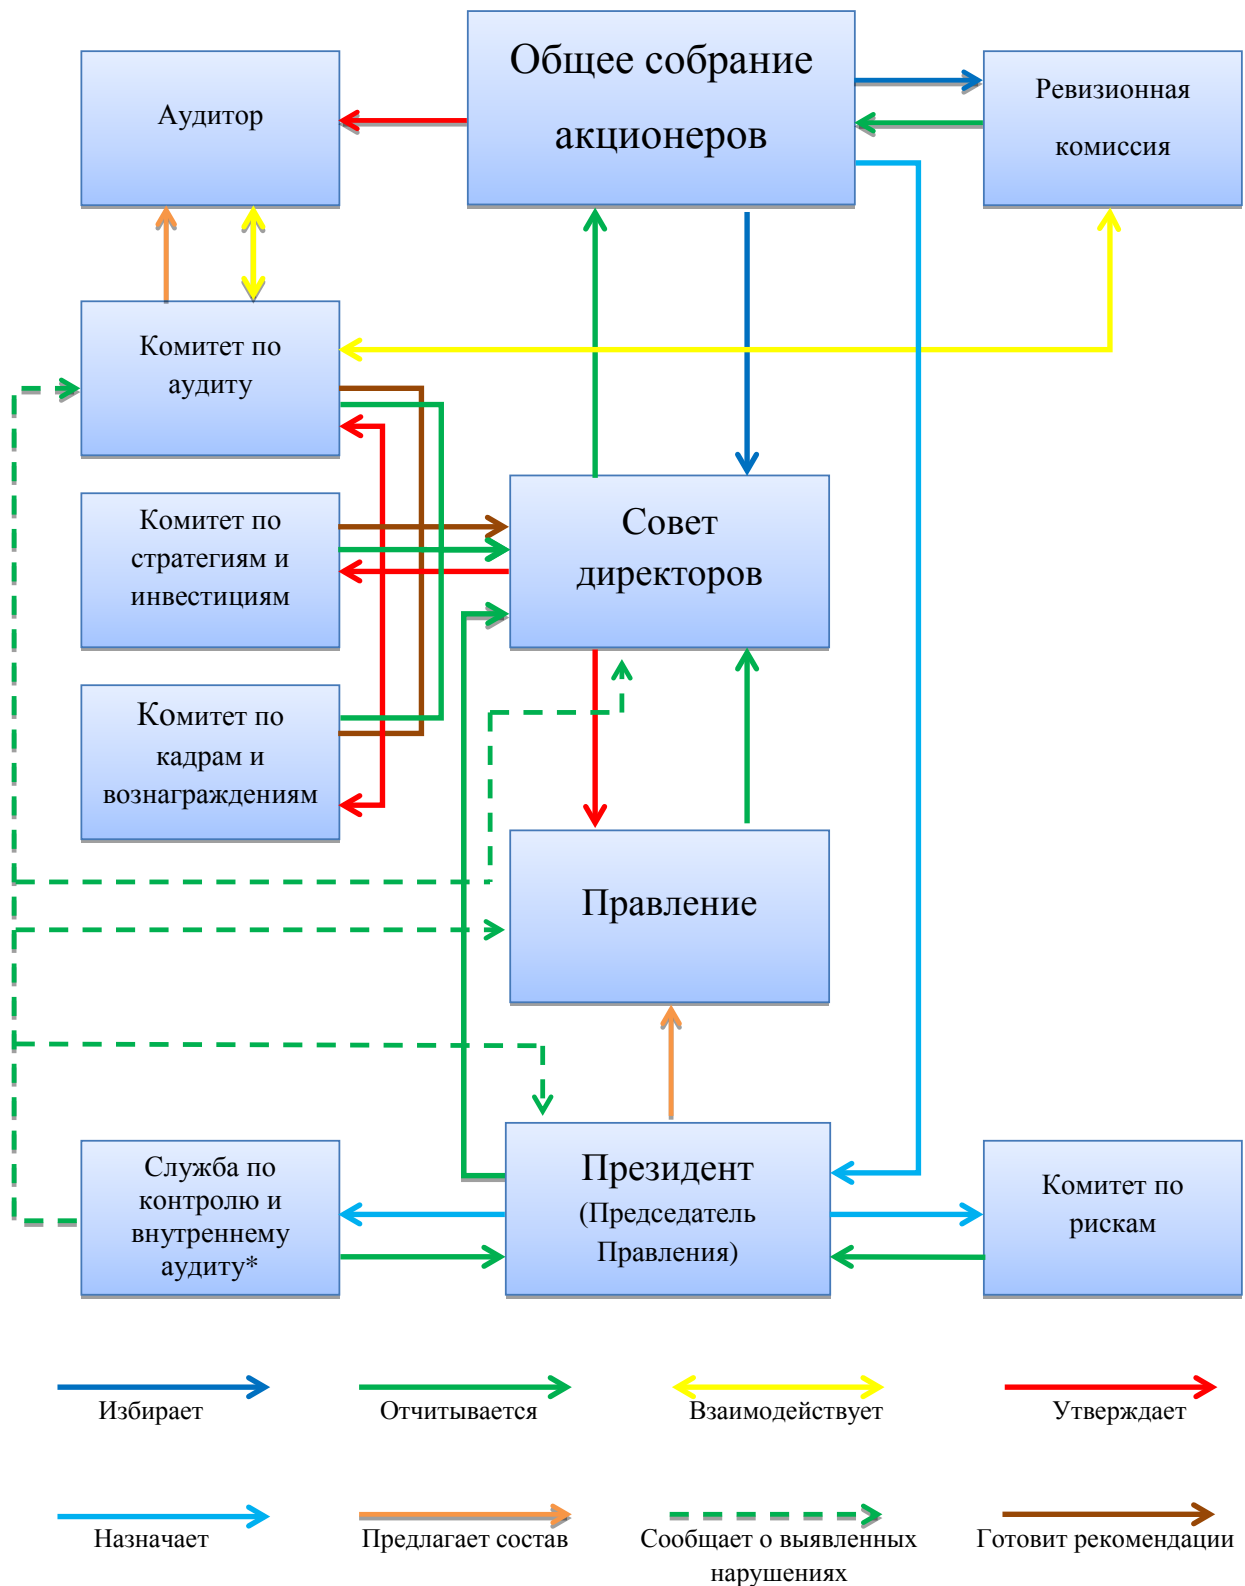 Общее собрание
акционеров
Аудитор
Ревизионная
комиссия
Комитет по
аудиту
Комитет по
стратегиям и
инвестициям
Совет
директоров
Комитет по
кадрам и
вознаграждениям
Правление
Служба по
контролю и
внутреннему
аудиту*
Президент
(Председатель
Правления)
Комитет по
рискам
Избирает
Отчитывается
Взаимодействует
Утверждает
Назначает
Предлагает состав
Сообщает о выявленных
нарушениях
Готовит рекомендации